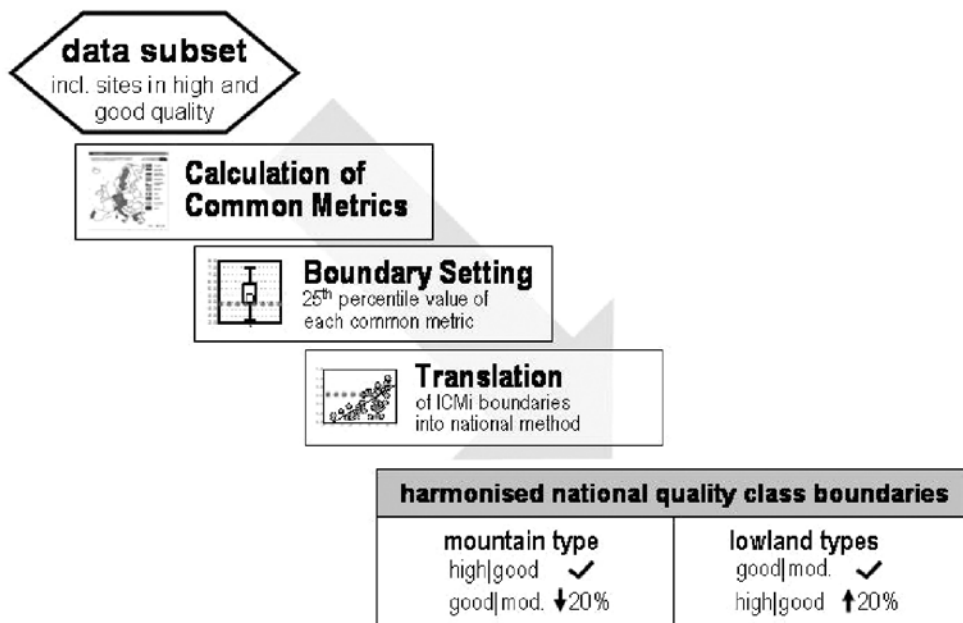 data subset
incl. sites in high and
good quality
Calculation of
Common Metrics
Boundary Setting
25th percentile value of
each common metric
Translation
of ICMi boundaries
into national method
harmonised national quality class boundaries
mountain type
high|good ✓
good|mod. ↓20%
lowland types
good|mod. ✓
high|good ↑20%